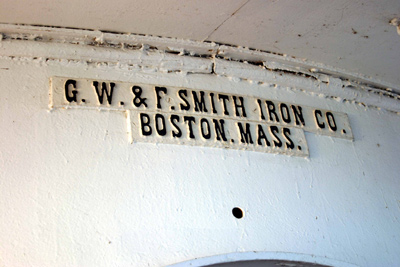 G. W. & F. SMITH IRON CO.
BOSTON. MASS.